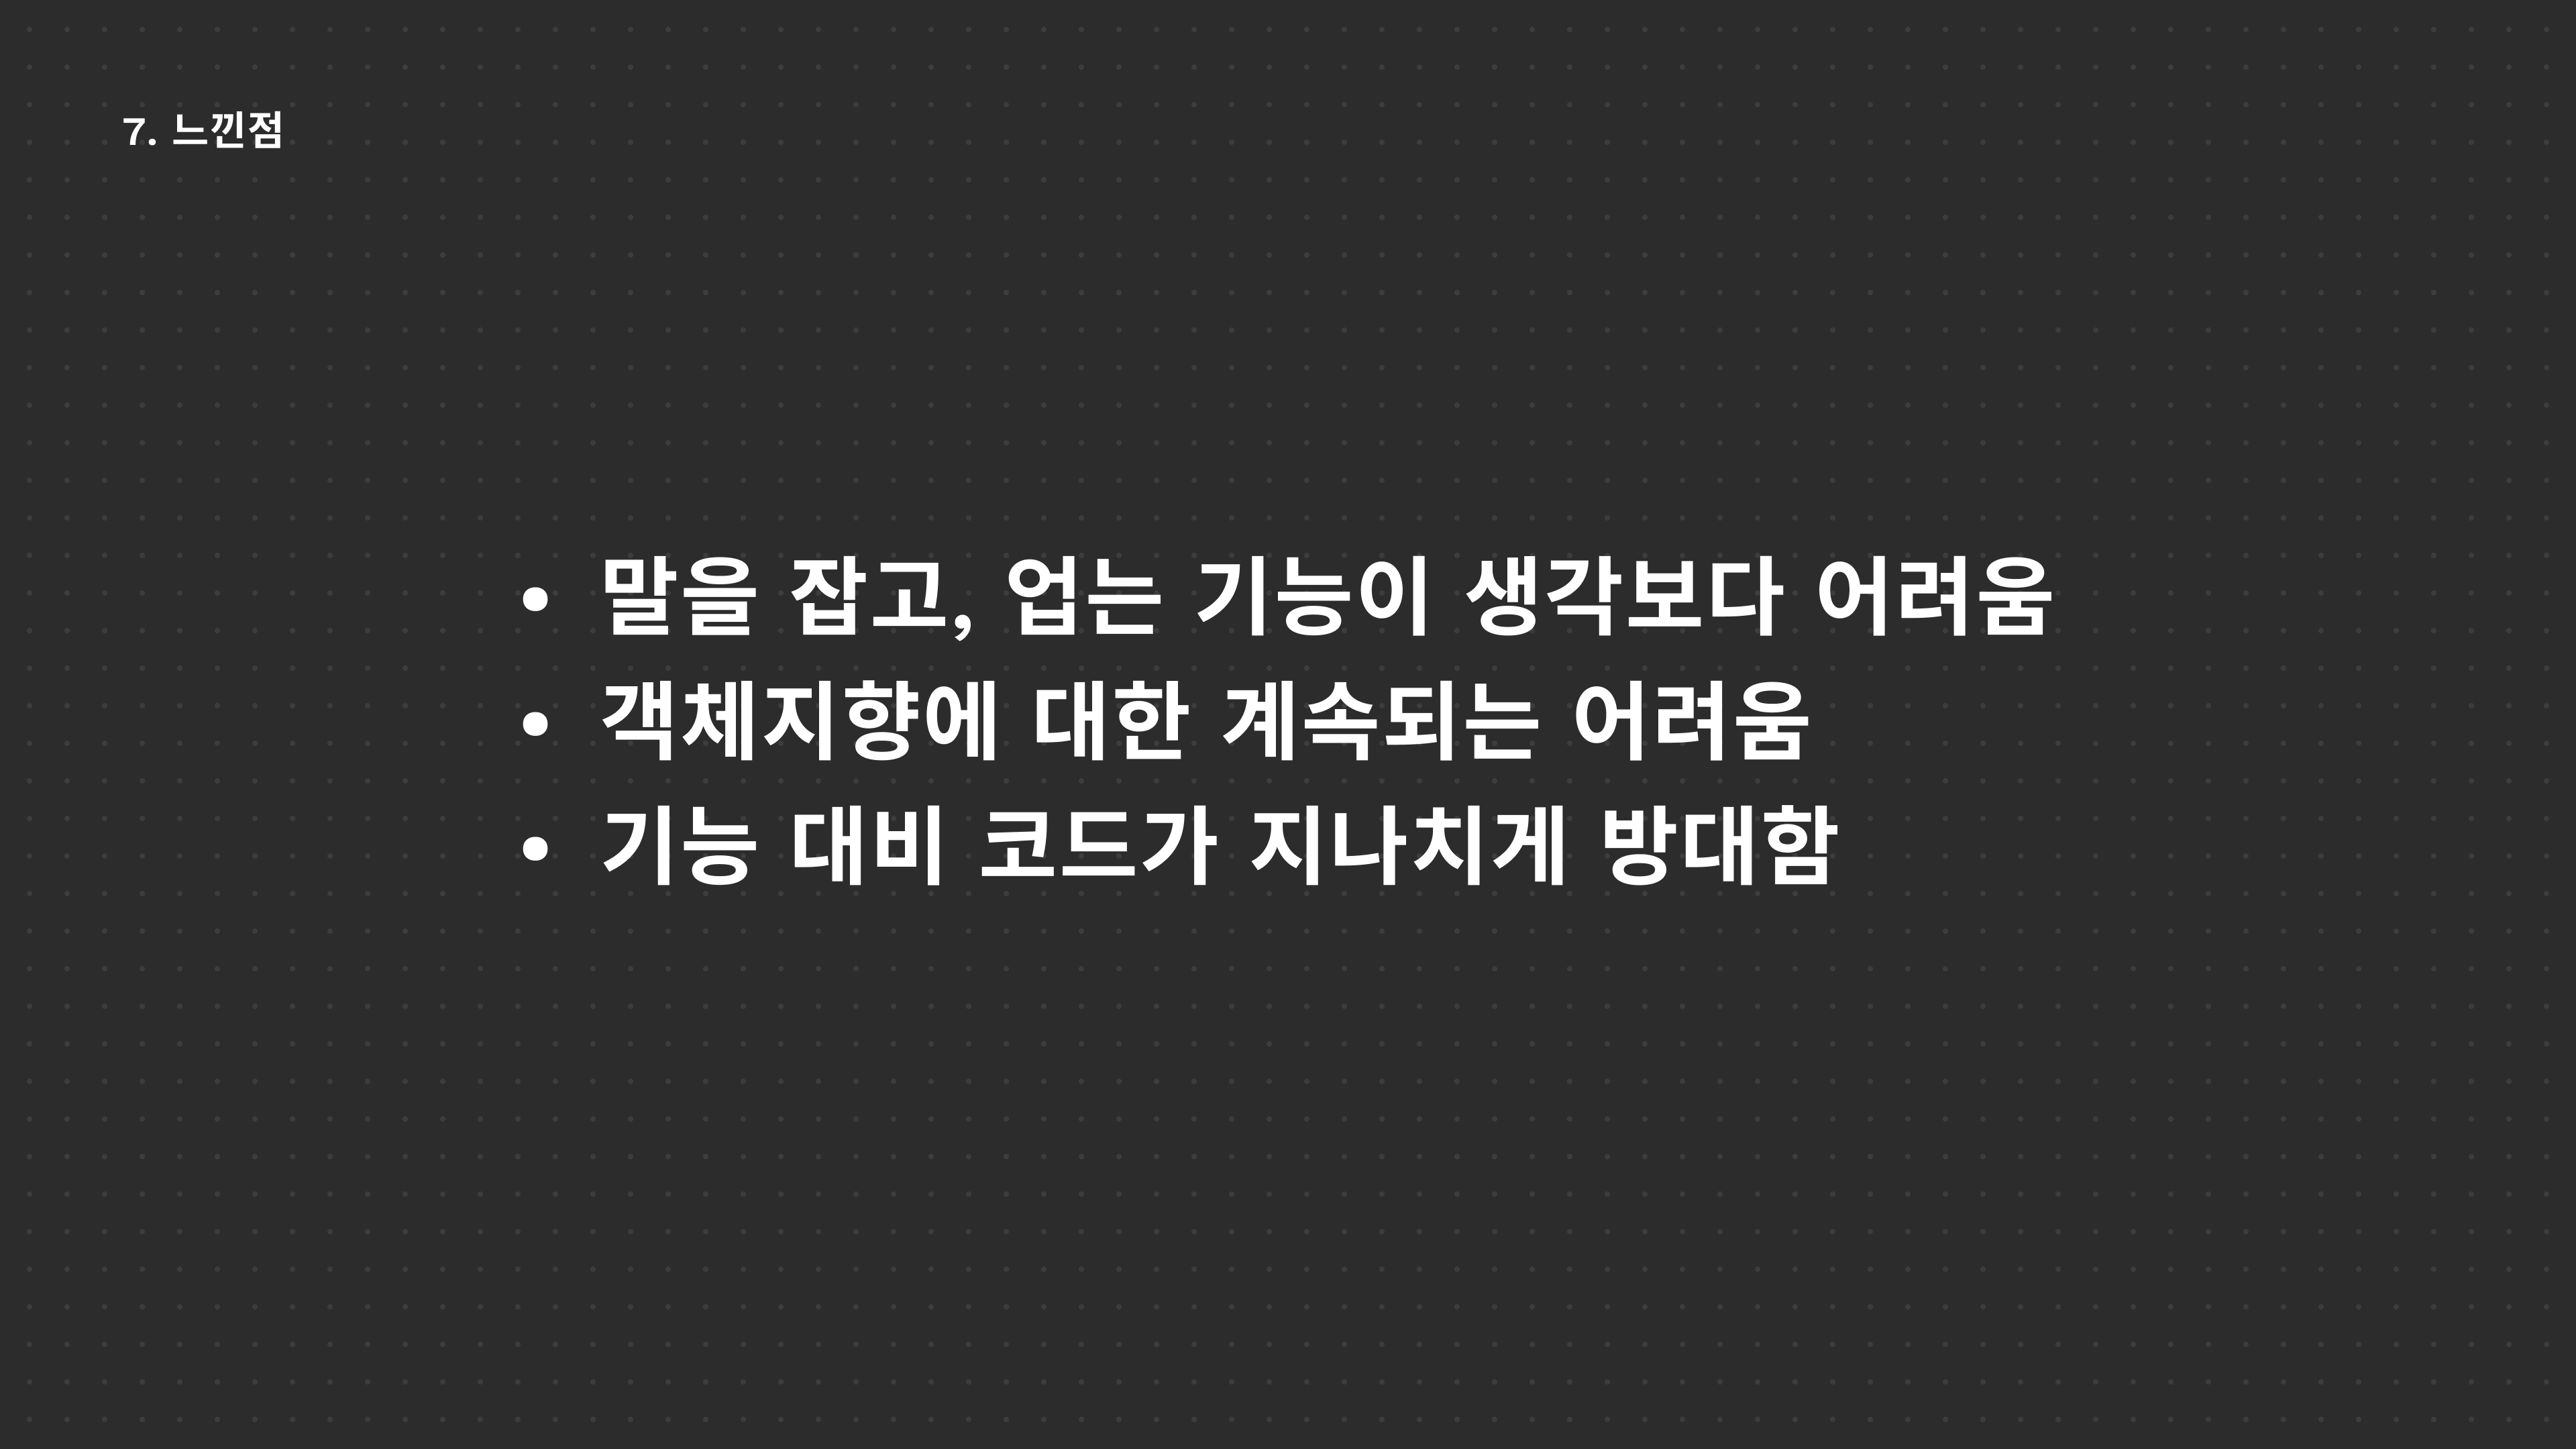 7. 느낀점
• 말을 잡고, 업는 기능이 생각보다 어려움
• 객체지향에 대한 계속되는 어려움
• 기능 대비 코드가 지나치게 방대함